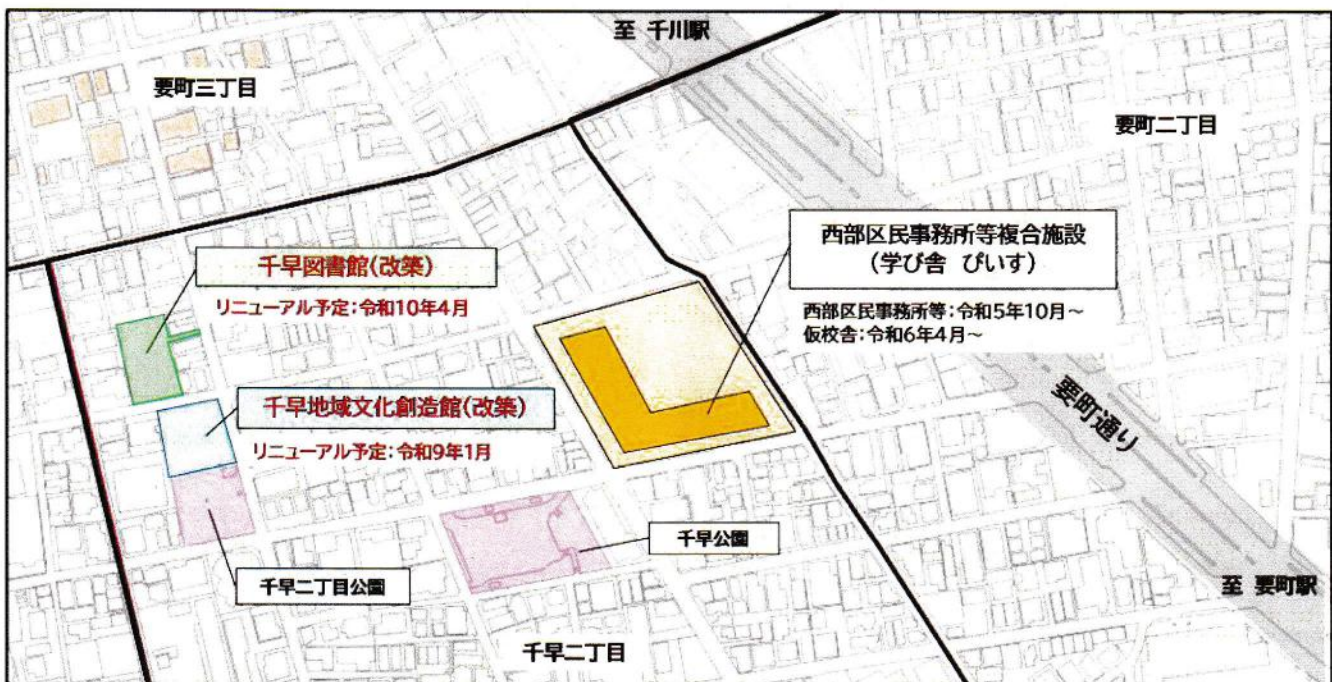 至 千川駅
要町三丁目
要町二丁目
西部区民事務所等複合施設
(学び舎 ぴいす)
千早図書館(改築)
リニューアル予定:令和10年4月
西部区民事務所等:令和5年10月~
仮校舎:令和6年4月~
千早地域文化創造館(改築)
要町通り
リニューアル予定:令和9年1月
千早公園
千早二丁目公園
至 要町駅
千早二丁目